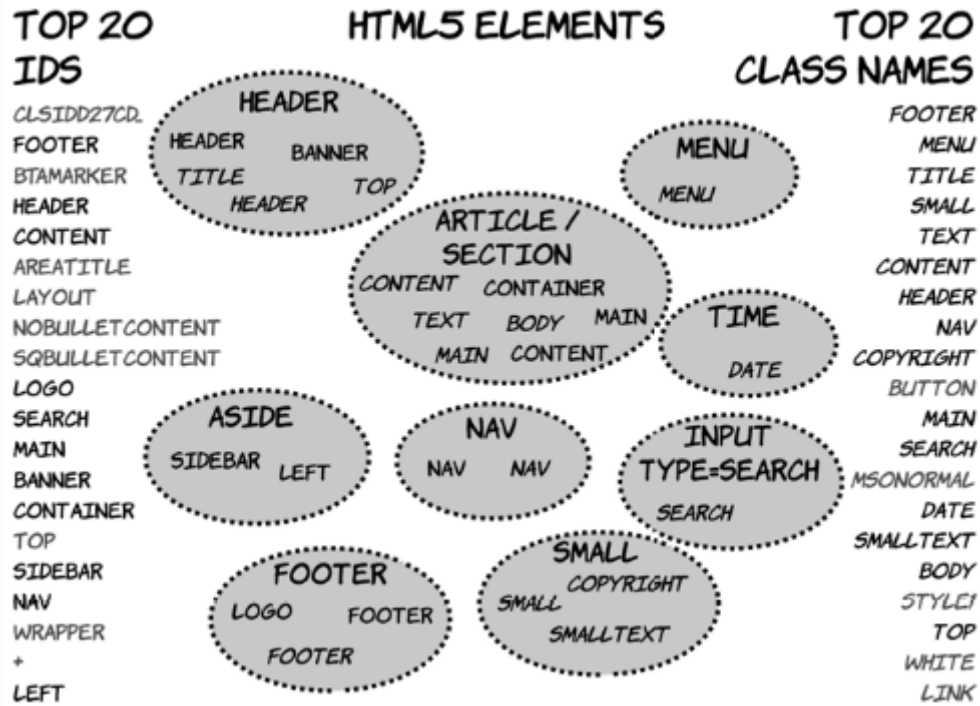 TOP 20
IDS
CLSIDD27CD_
FOOTER
BTAMARKER
HEADER
CONTENT
AREATITLE
LAYOUT
NOBULLETCONTENT
SQBULLETCONTENT
LOGO
SEARCH
MAIN
BANNER
CONTAINER
TOP
SIDEBAR
NAV
WRAPPER
+
LEFT
HTML5 ELEMENTS
HEADER
HEADER BANNER
TITLE TOP
HEADER
MENU
MENU
ARTICLE /
SECTION
CONTENT CONTAINER
TEXT BODY MAIN
MAIN CONTENT
TIME
DATE
ASIDE
SIDEBAR LEFT
NAV
NAV NAV
INPUT
TYPE=SEARCH
SEARCH
FOOTER
LOGO FOOTER
FOOTER
SMALL
COPYRIGHT
SMALL
SMALLTEXT
TOP 20
CLASS NAMES
FOOTER
MENU
TITLE
SMALL
TEXT
CONTENT
HEADER
NAV
COPYRIGHT
BUTTON
MAIN
SEARCH
MSONORMAL
DATE
SMALLTEXT
BODY
STYLE1
TOP
WHITE
LINK